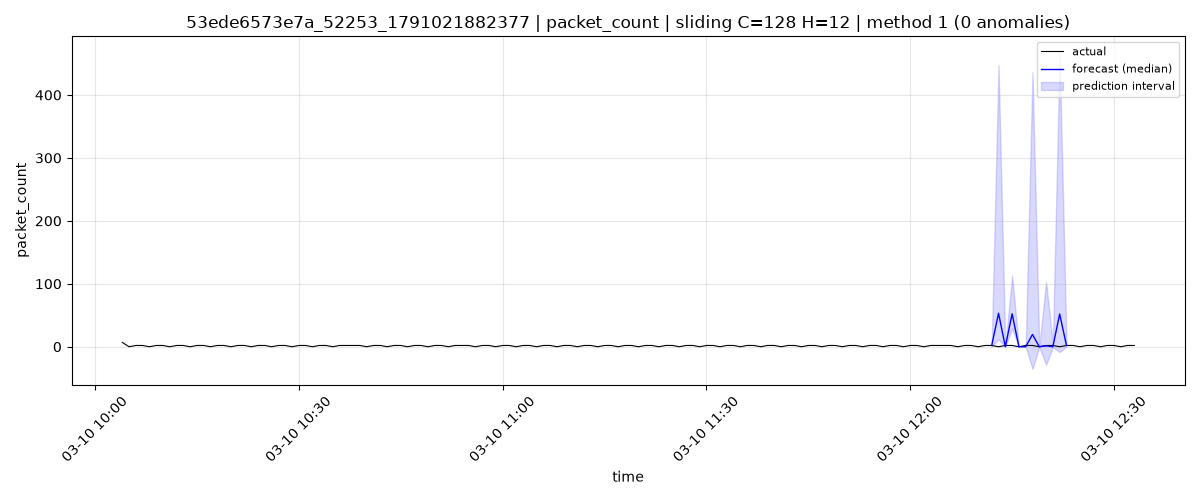 53ede6573e7a_52253_1791021882377 | packet_count | sliding C=128 H=12 | method 1 (0 anomalies)
actual
forecast (median)
prediction interval
packet_count
400
300
200
100
0
03-10 10:00
03-10 10:30
03-10 11:00
03-10 11:30
03-10 12:00
03-10 12:30
time